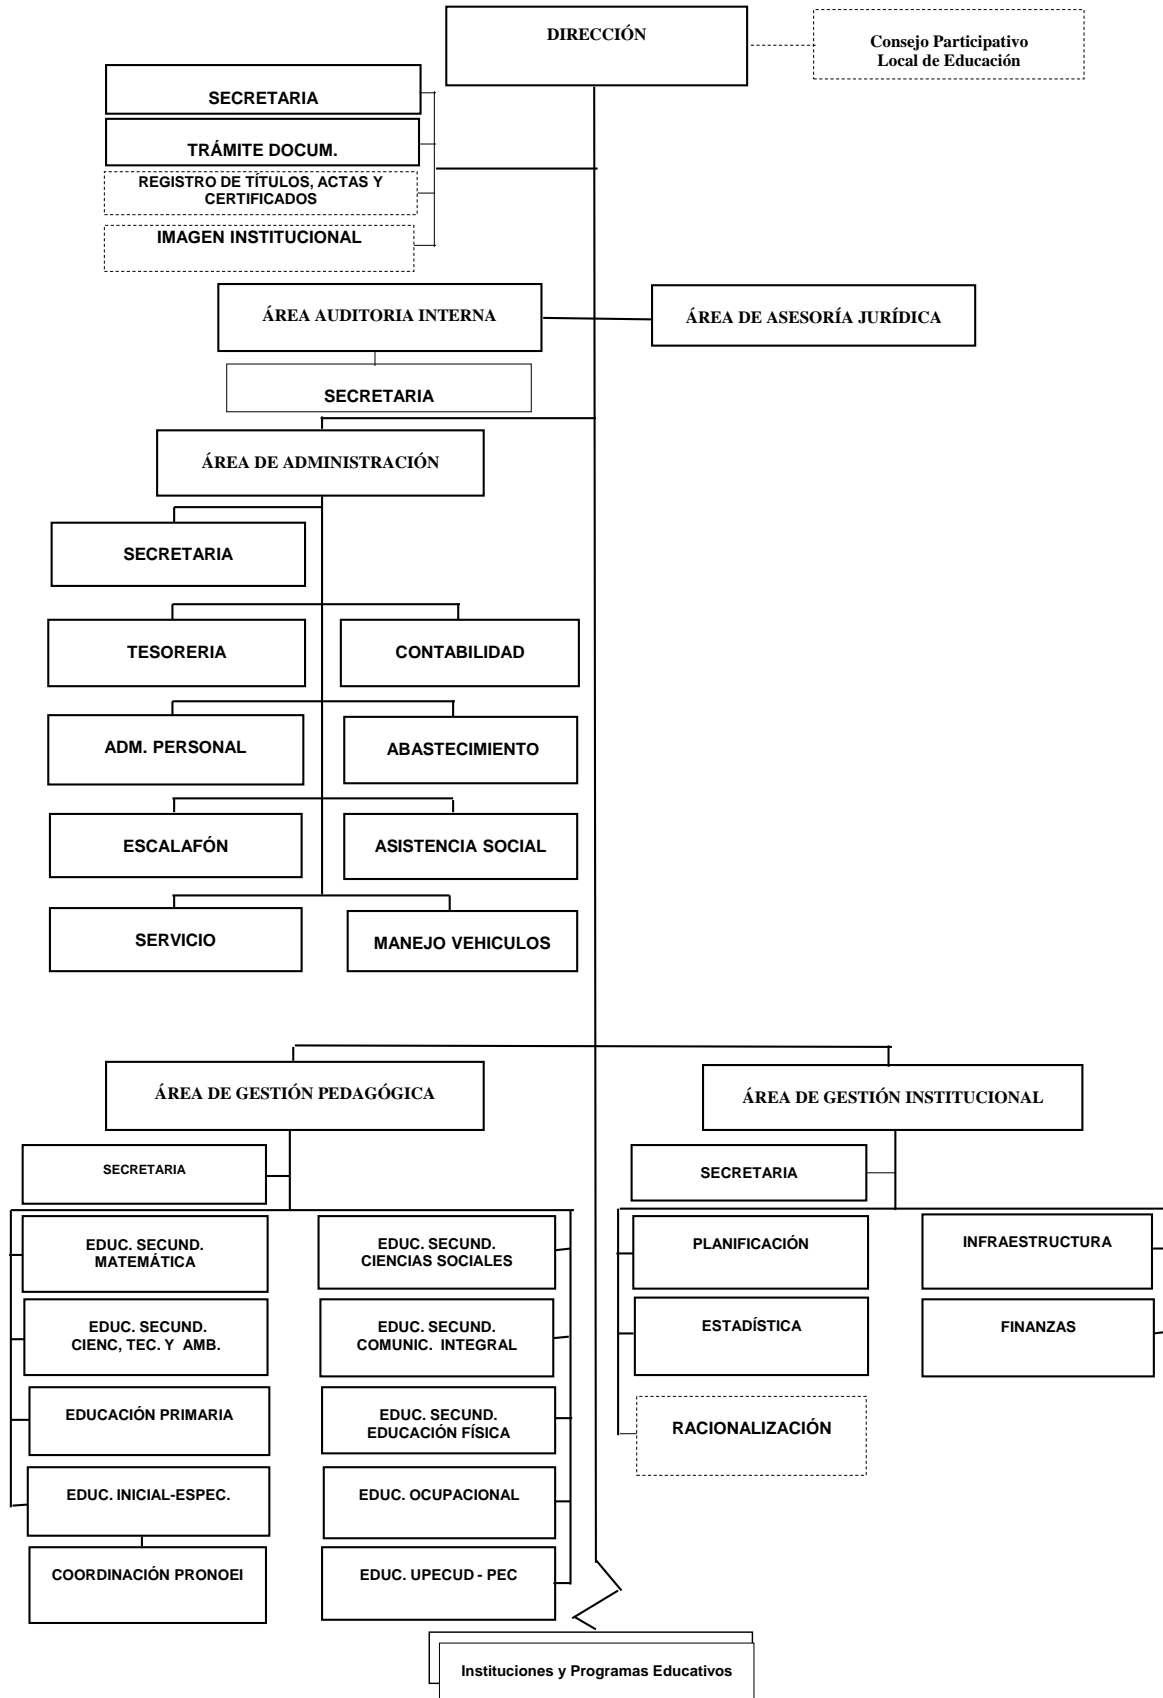 DIRECCIÓN
Consejo Participativo
Local de Educación
SECRETARIA
TRÁMITE DOCUM.
REGISTRO DE TÍTULOS, ACTAS Y
CERTIFICADOS
IMAGEN INSTITUCIONAL
ÁREA AUDITORIA INTERNA
ÁREA DE ASESORÍA JURÍDICA
SECRETARIA
ÁREA DE ADMINISTRACIÓN
SECRETARIA
TESORERIA
CONTABILIDAD
ADM. PERSONAL
ABASTECIMIENTO
ESCALAFÓN
ASISTENCIA SOCIAL
SERVICIO
MANEJO VEHICULOS
ÁREA DE GESTIÓN PEDAGÓGICA
ÁREA DE GESTIÓN INSTITUCIONAL
SECRETARIA
SECRETARIA
EDUC. SECUND.
MATEMÁTICA
EDUC. SECUND.
CIENCIAS SOCIALES
PLANIFICACIÓN
INFRAESTRUCTURA
EDUC. SECUND.
CIENC, TEC. Y AMB.
EDUC. SECUND.
COMUNIC. INTEGRAL
ESTADÍSTICA
FINANZAS
EDUCACIÓN PRIMARIA
EDUC. SECUND.
EDUCACIÓN FÍSICA
RACIONALIZACIÓN
EDUC. INICIAL-ESPEC.
EDUC. OCUPACIONAL
COORDINACIÓN PRONOEI
EDUC. UPECUD - PEC
Instituciones y Programas Educativos